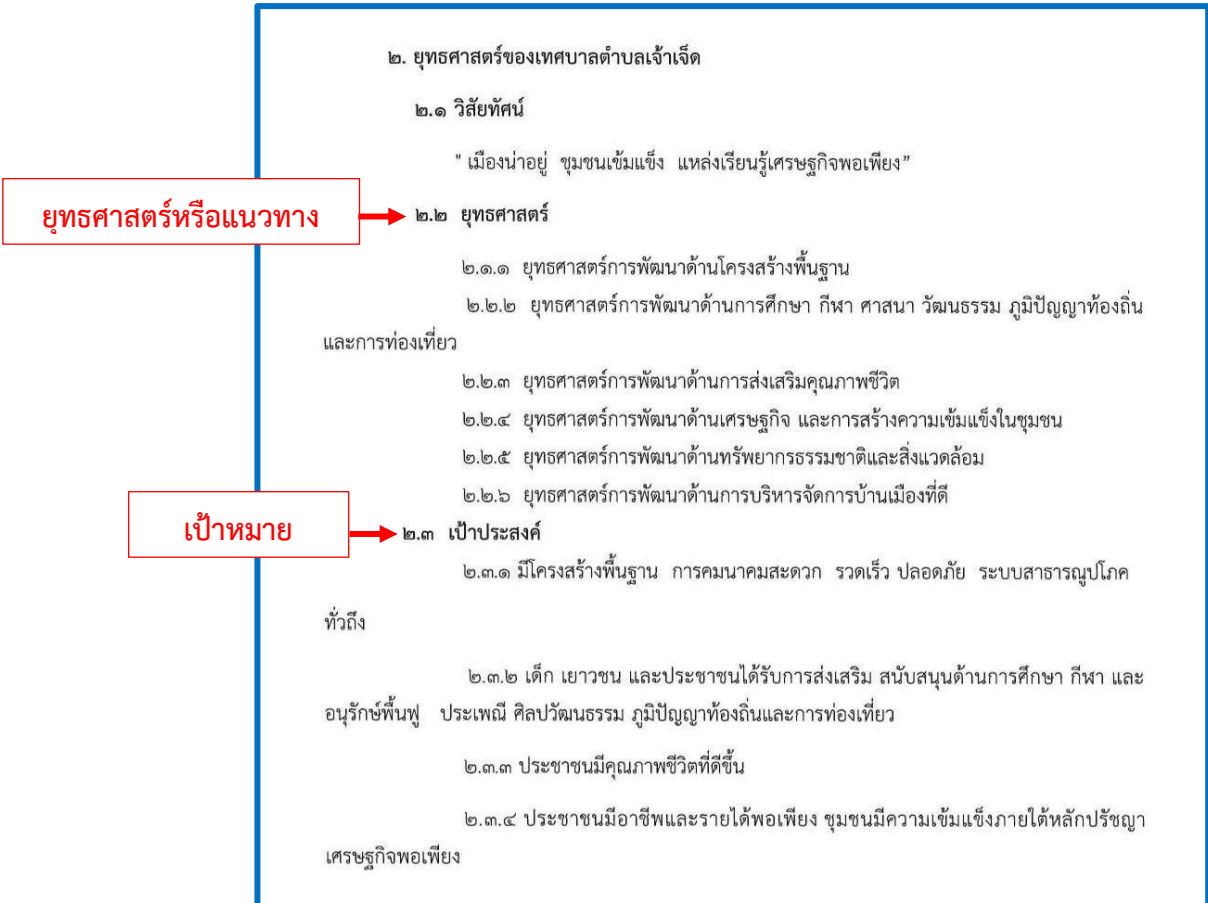 ๒. ยุทธศาสตร์ของเทศบาลตำบลเจ้าเจ็ด
๒.๑ วิสัยทัศน์
" เมืองน่าอยู่ ชุมชนเข้มแข็ง แหล่งเรียนรู้เศรษฐกิจพอเพียง"
ยุทธศาสตร์หรือแนวทาง
๒.๒ ยุทธศาสตร์
๒.๑.๑ ยุทธศาสตร์การพัฒนาด้านโครงสร้างพื้นฐาน
๒.๒.๒ ยุทธศาสตร์การพัฒนาด้านการศึกษา กีฬา ศาสนา วัฒนธรรม ภูมิปัญญาท้องถิ่น
และการท่องเที่ยว
๒.๒.๓ ยุทธศาสตร์การพัฒนาด้านการส่งเสริมคุณภาพชีวิต
๒.๒.๔ ยุทธศาสตร์การพัฒนาด้านเศรษฐกิจ และการสร้างความเข้มแข็งในชุมชน
๒.๒.๕ ยุทธศาสตร์การพัฒนาด้านทรัพยากรธรรมชาติและสิ่งแวดล้อม
๒.๒.๖ ยุทธศาสตร์การพัฒนาด้านการบริหารจัดการบ้านเมืองที่ดี
เป้าหมาย
๒.๓ เป้าประสงค์
๒.๓.๑ มีโครงสร้างพื้นฐาน การคมนาคมสะดวก รวดเร็ว ปลอดภัย ระบบสาธารณูปโภค
ทั่วถึง
๒.๓.๒ เด็ก เยาวชน และประชาชนได้รับการส่งเสริม สนับสนุนด้านการศึกษา กีฬา และ
อนุรักษ์พื้นฟู ประเพณี ศิลปวัฒนธรรม ภูมิปัญญาท้องถิ่นและการท่องเที่ยว
๒.๓.๓ ประชาชนมีคุณภาพชีวิตที่ดีขึ้น
๒.๓.๔ ประชาชนมีอาชีพและรายได้พอเพียง ชุมชนมีความเข้มแข็งภายใต้หลักปรัชญา
เศรษฐกิจพอเพียง